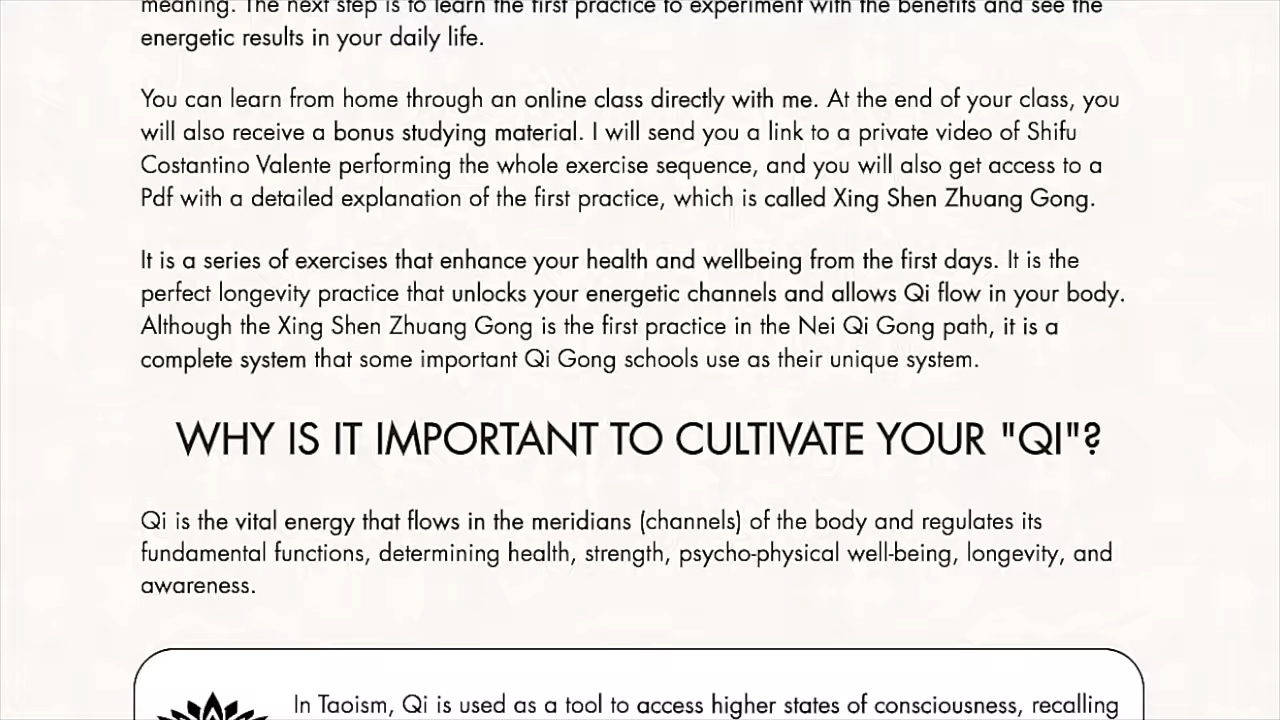 meaning. The next step is to learn the first practice to experiment with the benefits and see the
energetic results in your daily life.
You can learn from home through an online class directly with me. At the end of your class, you
will also receive a bonus studying material. I will send you a link to a private video of Shifu
Costantino Valente performing the whole exercise sequence, and you will also get access to a
Pdf with a detailed explanation of the first practice, which is called Xing Shen Zhuang Gong.
It is a series of exercises that enhance your health and wellbeing from the first days. It is the
perfect longevity practice that unlocks your energetic channels and allows Qi flow in your body.
Although the Xing Shen Zhuang Gong is the first practice in the Nei Qi Gong path, it is a
complete system that some important Qi Gong schools use as their unique system.
WHY IS IT IMPORTANT TO CULTIVATE YOUR "QI"?
Qi is the vital energy that flows in the meridians (channels) of the body and regulates its
fundamental functions, determining health, strength, psycho-physical well-being, longevity, and
awareness.
In Taoism, Qi is used as a tool to access higher states of consciousness, recalling